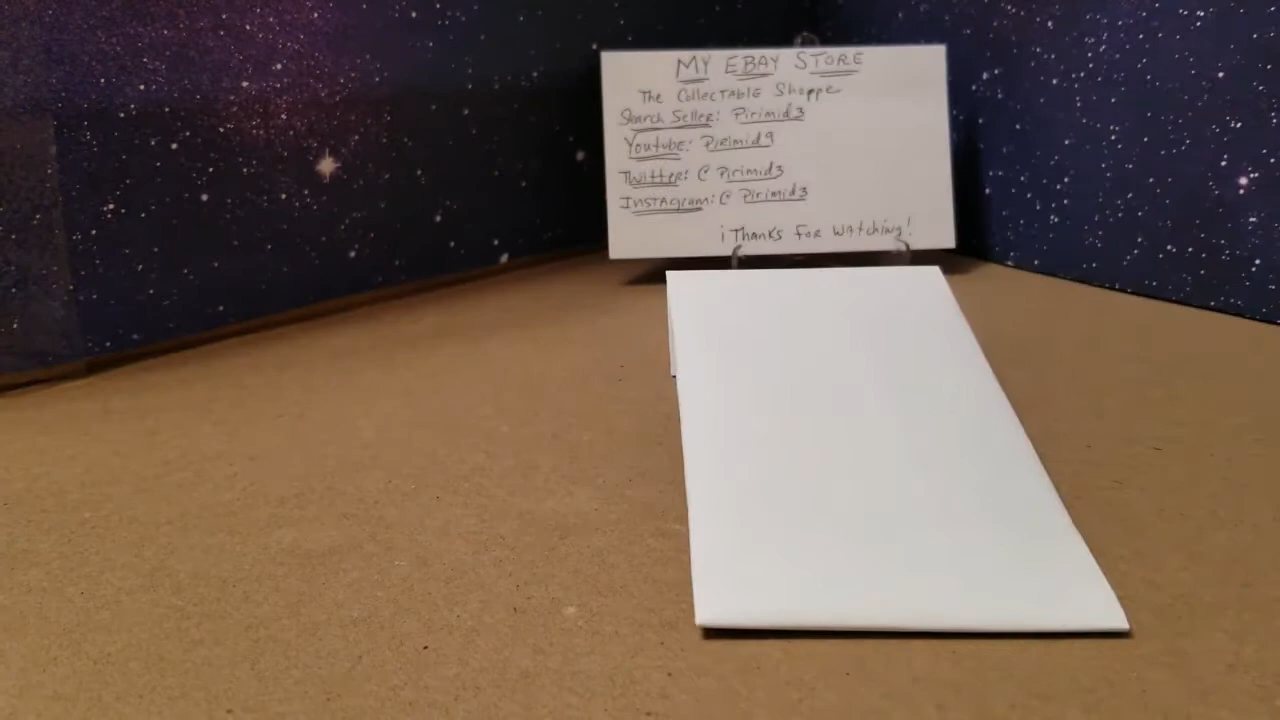 MY EBAY STORE
The Collectable Shoppe
Search Seller: Pirimid3
Youtube: Pirimid9
Twitter: @ Pirimid3
Instagram: @ Pirimid3
¡Thanks for watching!